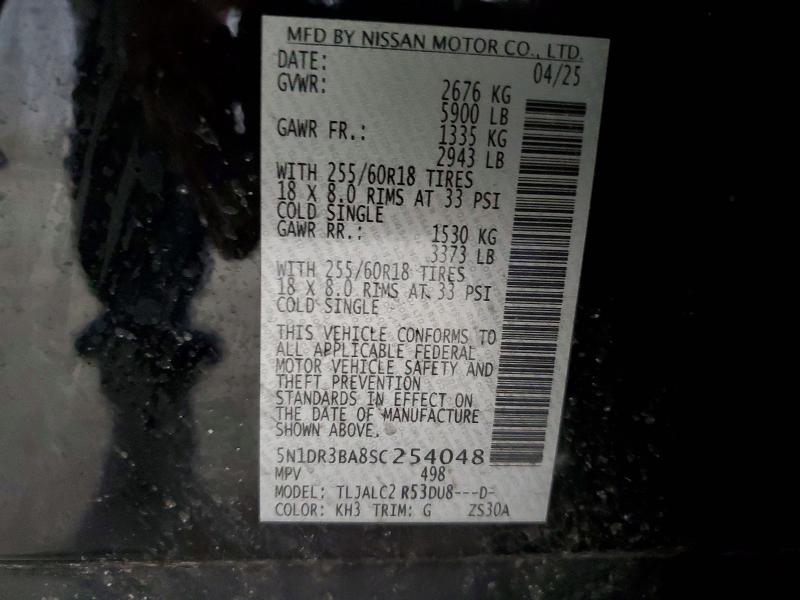 MFD BY NISSAN MOTOR CO., LTD.
DATE: 04/25
GVWR: 2676 KG
5900 LB
GAWR FR.: 1335 KG
2943 LB
WITH 255/60R18 TIRES
18 X 8.0 RIMS AT 33 PSI
COLD SINGLE
GAWR RR.: 1530 KG
3373 LB
WITH 255/60R18 TIRES
18 X 8.0 RIMS AT 33 PSI
COLD SINGLE
THIS VEHICLE CONFORMS TO
ALL APPLICABLE FEDERAL
MOTOR VEHICLE SAFETY AND
THEFT PREVENTION
STANDARDS IN EFFECT ON
THE DATE OF MANUFACTURE
SHOWN ABOVE.
5N1DR3BA8SC254048
MPV 498
MODEL: TLJALC2 R53DU8---D-
COLOR: KH3 TRIM: G ZS30A